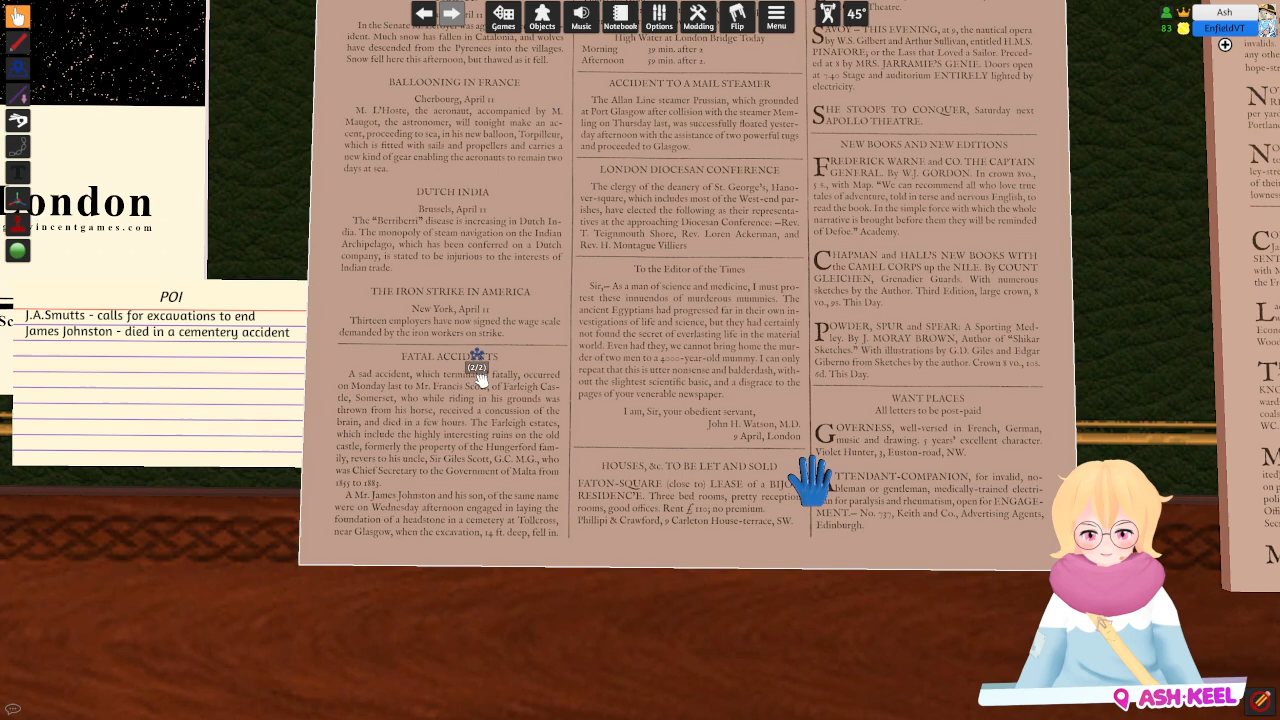 Games
Objects
Music
Notebook
Options
Modding
Flip
Menu
45°
Ash
83
EnfieldVT
London
vincentgames.com
POI
J.A.Smutts - calls for excavations to end
James Johnston - died in a cementery accident
In the Senate
ident. Much snow has fallen in Catalonia, and wolves
have descended from the Pyrenees into the villages.
Snow fell here this afternoon, but thawed as it fell.
BALLOONING IN FRANCE
Cherbourg, April 11
M. L'Hoste, the aeronaut, accompanied by M.
Maugot, the astronomer, will tonight make an as-
cent, proceeding to sea, in his new balloon, Torpilleur,
which is fitted with sails and propellers and carries a
new kind of gear enabling the aeronauts to remain two
days at sea.
DUTCH INDIA
Brussels, April 11
The "Berriberri" disease is increasing in Dutch In-
dia. The monopoly of steam navigation on the Indian
Archipelago, which has been conferred on a Dutch
company, is stated to be injurious to the interests of
Indian trade.
THE IRON STRIKE IN AMERICA
New York, April 11
Thirteen employers have now signed the wage scale
demanded by the iron workers on strike.
FATAL ACCIDENTS
(2/2)
A sad accident, which terminated fatally, occurred
on Monday last to Mr. Francis Scott, of Farleigh Cas-
tle, Somerset, who while riding in his grounds was
thrown from his horse, received a concussion of the
brain, and died in a few hours. The Farleigh estates,
which include the highly interesting ruins on the old
castle, formerly the property of the Hungerford fam-
ily, revers to his uncle, Sir Giles Scott, G.C. M.G., who
was Chief Secretary to the Government of Malta from
1855 to 1883.
A Mr. James Johnston and his son, of the same name
were on Wednesday afternoon engaged in laying the
foundation of a headstone in a cemetery at Tollcross,
near Glasgow, when the excavation, 14 ft. deep, fell in.
High Water at London Bridge Today
Morning 39 min. after 2
Afternoon 39 min. after 2.
ACCIDENT TO A MAIL STEAMER
The Allan Line steamer Prussian, which grounded
at Port Glasgow after collision with the steamer Mem-
ling on Thursday last, was successfully floated yester-
day afternoon with the assistance of two powerful tugs
and proceeded to Glasgow.
LONDON DIOCESAN CONFERENCE
The clergy of the deanery of St. George's, Hano-
ver-square, which includes most of the West-end par-
ishes, have elected the following as their representa-
tives at the approaching Diocesan Conference: —Rev.
T. Teignmouth Shore, Rev. Loren Ackerman, and
Rev. H. Montague Villiers
To the Editor of the Times
Sir,— As a man of science and medicine, I must pro-
test these innuendos of murderous mummies. The
ancient Egyptians had progressed far in their own in-
vestigations of life and science, but they had certainly
not found the secret of everlasting life in the material
world. Even had they, we cannot bring home the mur-
der of two men to a 4000-year-old mummy. I can only
repeat that this is utter nonsense and balderdash, with-
out the slightest scientific basic, and a disgrace to the
pages of your venerable newspaper.
I am, Sir, your obedient servant,
John H. Watson, M.D.
9 April, London
HOUSES, &c. TO BE LET AND SOLD
EATON-SQUARE (close to) LEASE of a BIJOU
RESIDENCE. Three bed rooms, pretty reception
rooms, good offices. Rent £ 110; no premium.
Phillipi & Crawford, 9 Carleton House-terrace, SW.
Theatre.
SAVOY — THIS EVENING, at 9, the nautical opera
by W.S. Gilbert and Arthur Sullivan, entitled H.M.S.
PINAFORE, or the Lass that Loved a Sailor. Preced-
ed at 8 by MRS. JARRAMIE'S GENIE. Doors open
at 7.40 Stage and auditorium ENTIRELY lighted by
electricity.
SHE STOOPS TO CONQUER, Saturday next
APOLLO THEATRE.
NEW BOOKS AND NEW EDITIONS
FREDERICK WARNE and CO. THE CAPTAIN
GENERAL. By W.J. GORDON. In crown 8vo.,
5 s., with Map. "We can recommend all who love true
tales of adventure, told in terse and nervous English, to
read the book. In the simple force with which the whole
narrative is brought before them they will be reminded
of Defoe." Academy.
CHAPMAN and HALL'S NEW BOOKS WITH
the CAMEL CORPS up the NILE. By COUNT
GLEICHEN, Grenadier Guards. With numerous
sketches by the Author. Third Edition, large crown, 8
vo., 9s. This Day.
POWDER, SPUR and SPEAR: A Sporting Med-
ley. By J. MORAY BROWN, Author of "Shikar
Sketches." With illustrations by G.D. Giles and Edgar
Giberno from Sketches by the Author. Crown 8 vo., 10s.
6d. This Day.
WANT PLACES
All letters to be post-paid
GOVERNESS, well-versed in French, German,
music and drawing. 5 years' excellent character.
Violet Hunter, 3, Euston-road, NW.
ATTENDANT-COMPANION, for invalid, no-
bleman or gentleman, medically-trained electri-
cian for paralysis and rheumatisn, open for ENGAGE-
MENT.— No. 737, Keith and Co., Advertising Agents,
Edinburgh.
ASH·KEEL